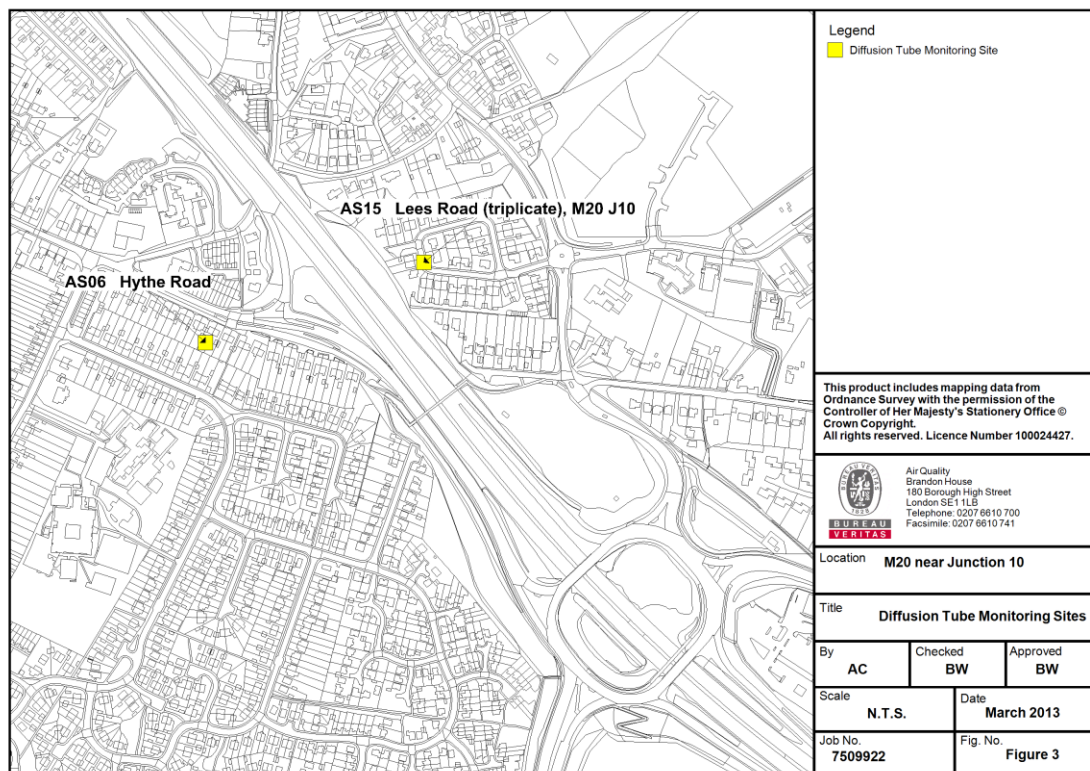 AS15 Lees Road (triplicate), M20 J10
AS06 Hythe Road
Legend
Diffusion Tube Monitoring Site
This product includes mapping data from
Ordnance Survey with the permission of the
Controller of Her Majesty's Stationery Office ©
Crown Copyright.
All rights reserved. Licence Number 100024427.
BUREAU VERITAS
1828
BUREAU
VERITAS
Air Quality
Brandon House
180 Borough High Street
London SE1 1LB
Telephone: 0207 6610 700
Facsimile: 0207 6610 741
Location M20 near Junction 10
Title
Diffusion Tube Monitoring Sites
By
AC
Checked
BW
Approved
BW
Scale
N.T.S.
Date
March 2013
Job No.
7509922
Fig. No.
Figure 3